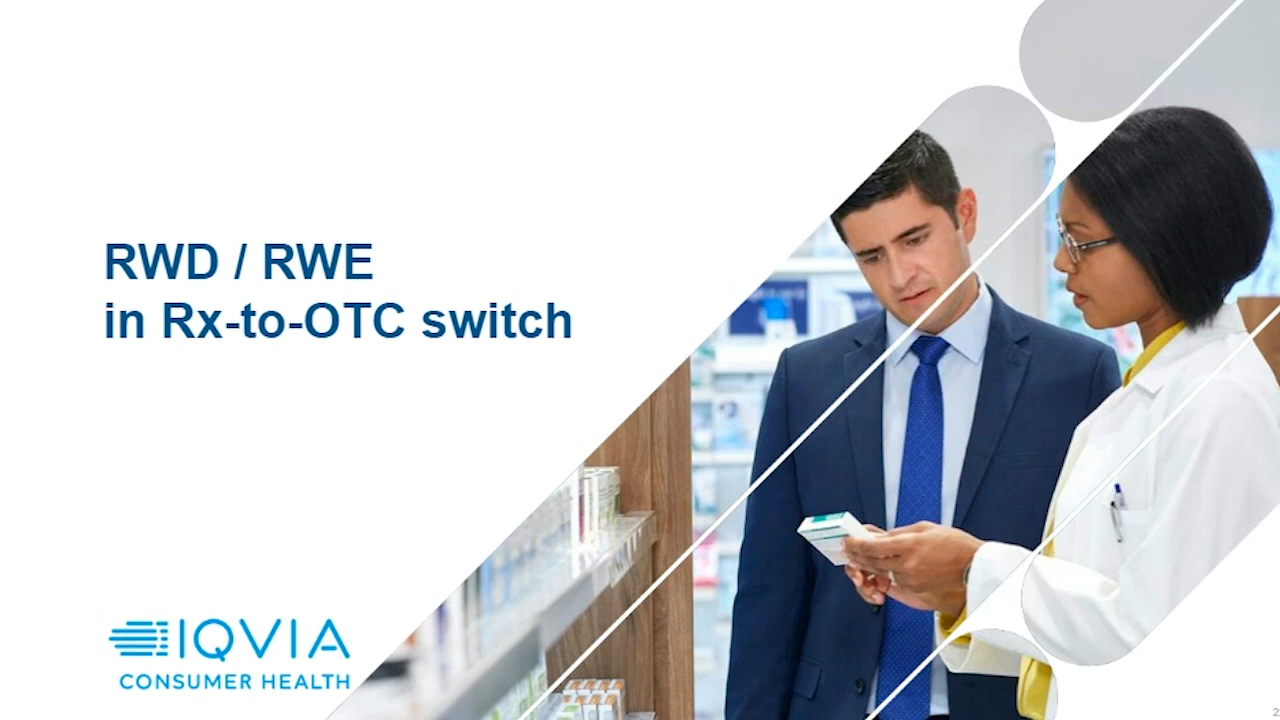 RWD / RWE
in Rx-to-OTC switch
IQVIA
CONSUMER HEALTH
2